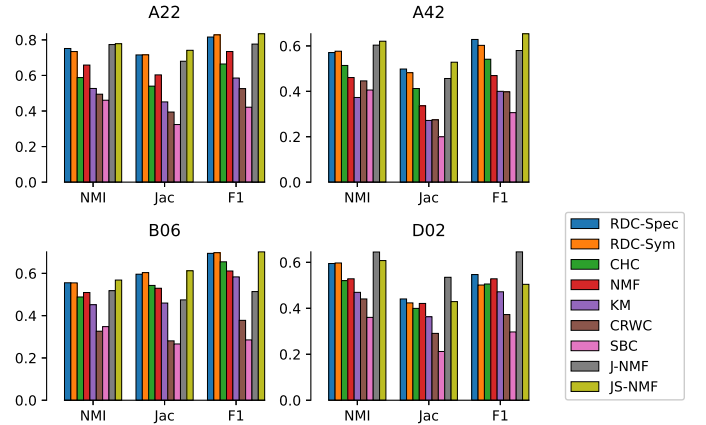 A22
0.8
0.6
0.4
0.2
0.0
NMI Jac F1
A42
0.6
0.4
0.2
0.0
NMI Jac F1
B06
0.6
0.4
0.2
0.0
NMI Jac F1
D02
0.6
0.4
0.2
0.0
NMI Jac F1
RDC-Spec
RDC-Sym
CHC
NMF
KM
CRWC
SBC
J-NMF
JS-NMF